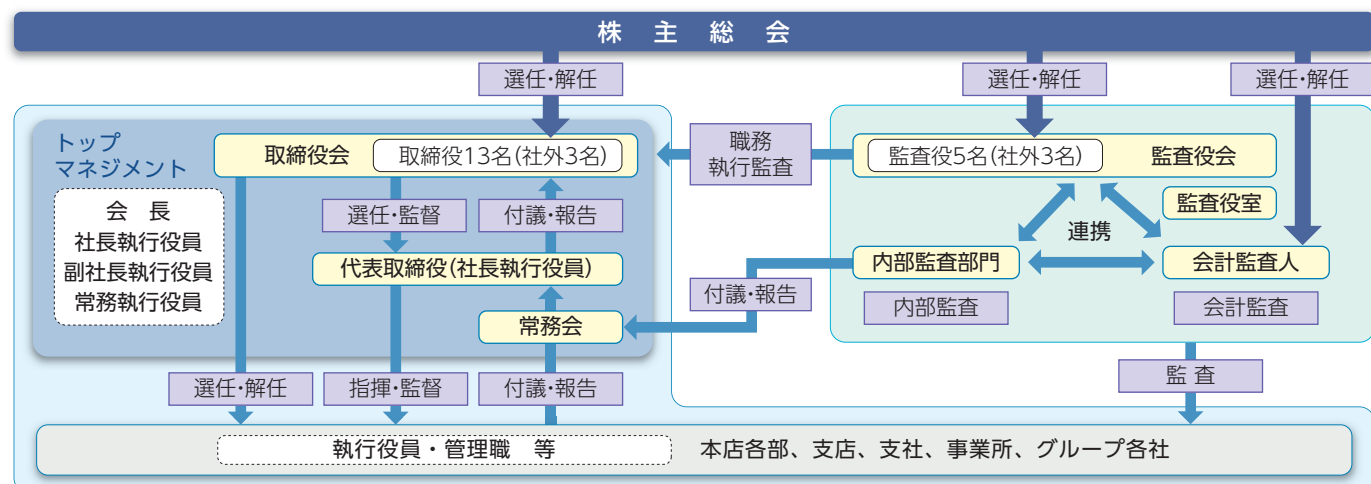 株 主 総 会
選任・解任
選任・解任
選任・解任
トップ
マネジメント
取締役会
取締役13名(社外3名)
職務
執行監査
監査役5名(社外3名)
監査役会
会 長
社長執行役員
副社長執行役員
常務執行役員
選任・監督
付議・報告
監査役室
連携
代表取締役(社長執行役員)
内部監査部門
会計監査人
付議・報告
内部監査
会計監査
常務会
選任・解任
指揮・監督
付議・報告
監 査
執行役員・管理職 等
本店各部、支店、支社、事業所、グループ各社